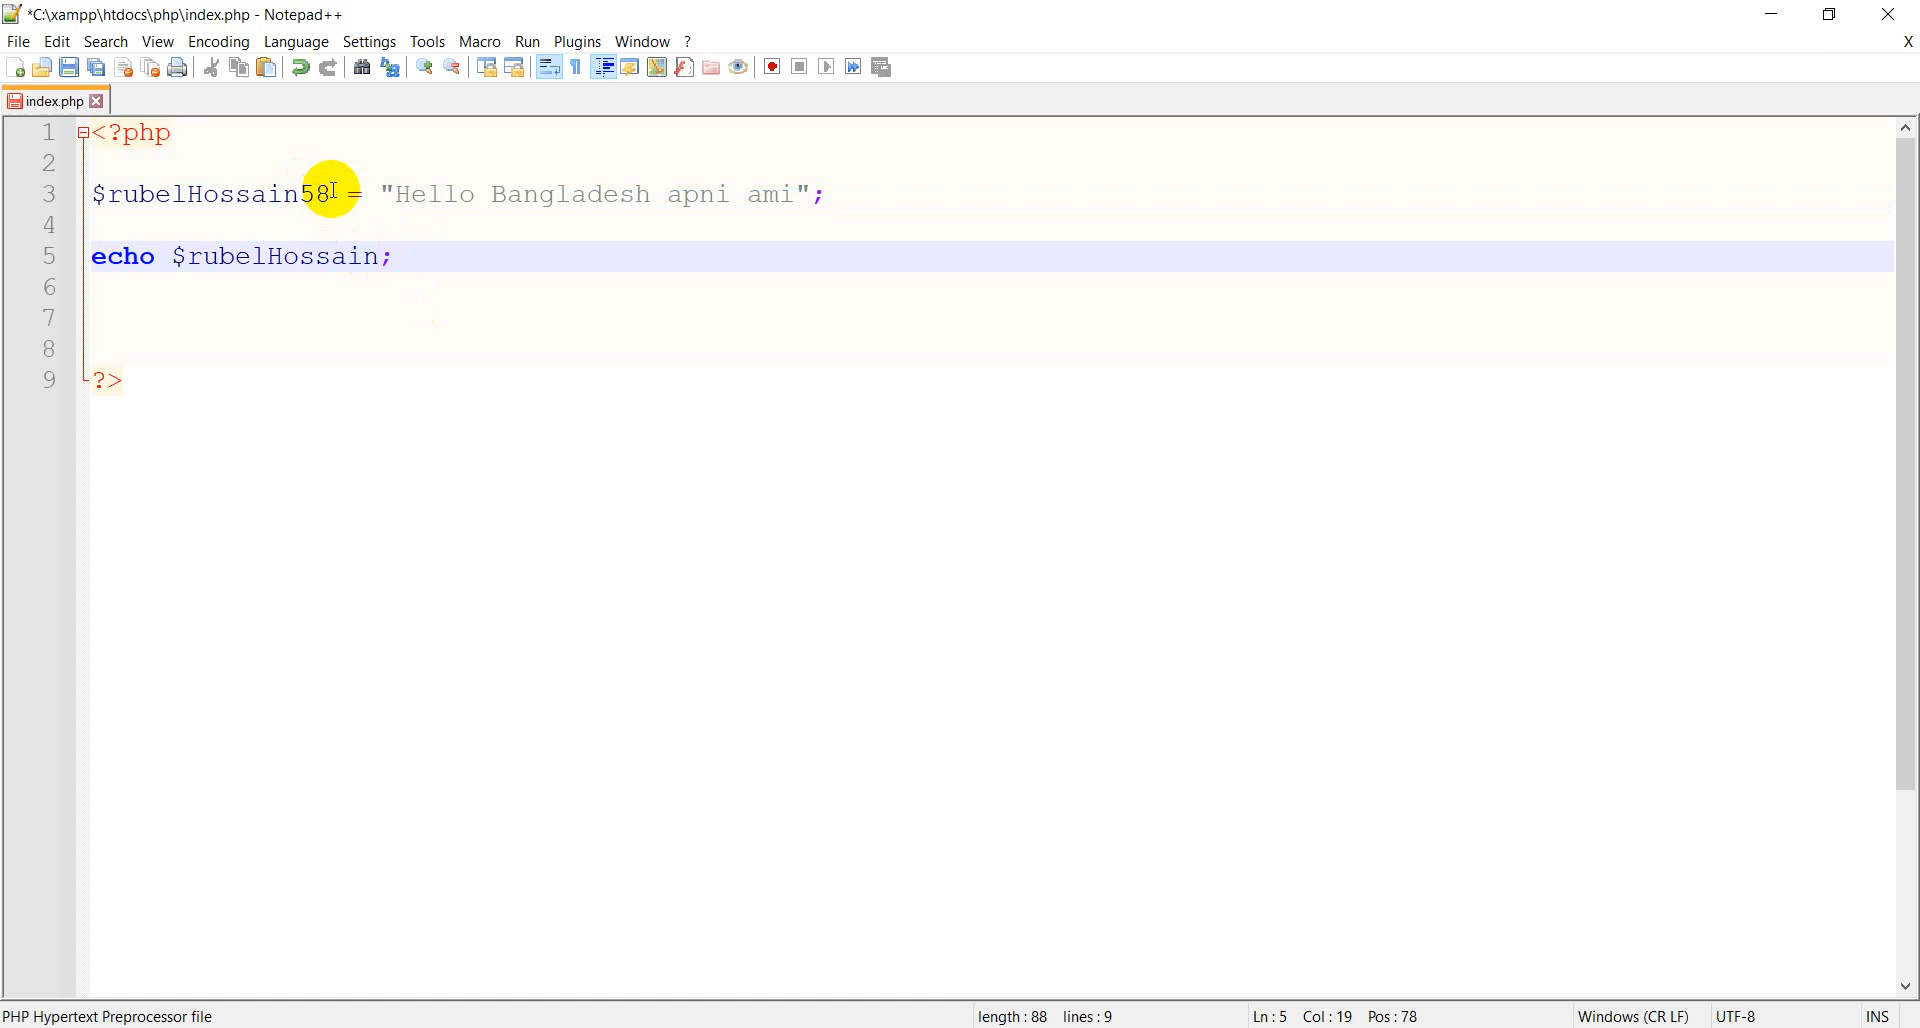 *C:\xampp\htdocs\php\index.php - Notepad++
File Edit Search View Encoding Language Settings Tools Macro Run Plugins Window ? X
index.php
1 <?php
2
3 $rubelHossain58 = "Hello Bangladesh apni ami";
4
5 echo $rubelHossain;
6
7
8
9 ?>
PHP Hypertext Preprocessor file length : 88 lines : 9 Ln : 5 Col : 19 Pos : 78 Windows (CR LF) UTF-8 INS